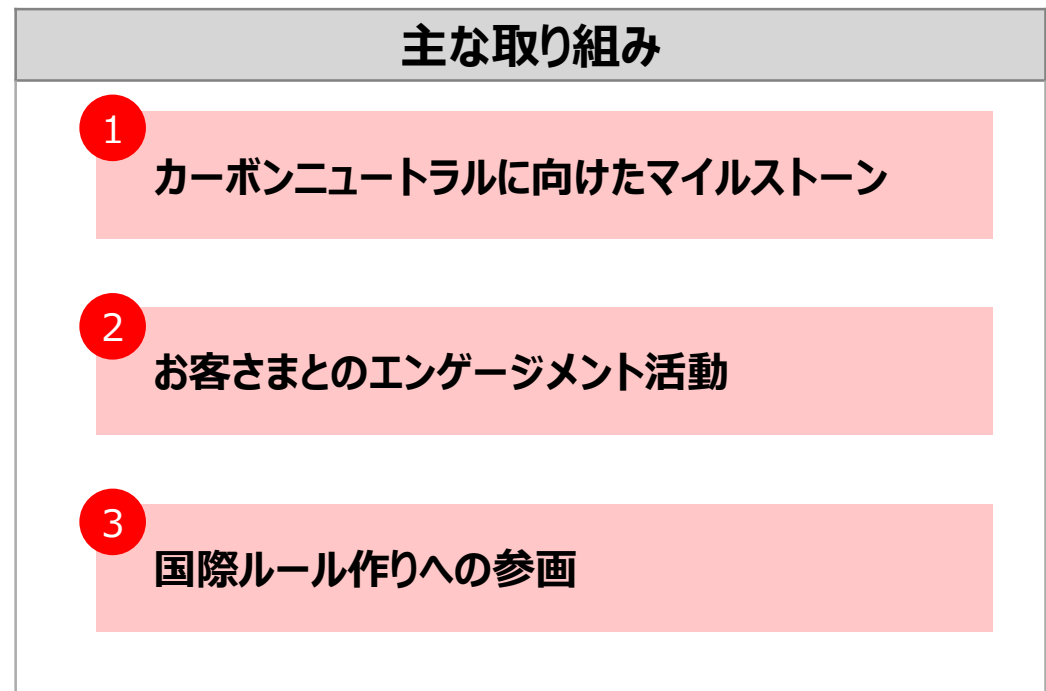 主な取り組み
1
カーボンニュートラルに向けたマイルストーン
2
お客さまとのエンゲージメント活動
3
国際ルール作りへの参画